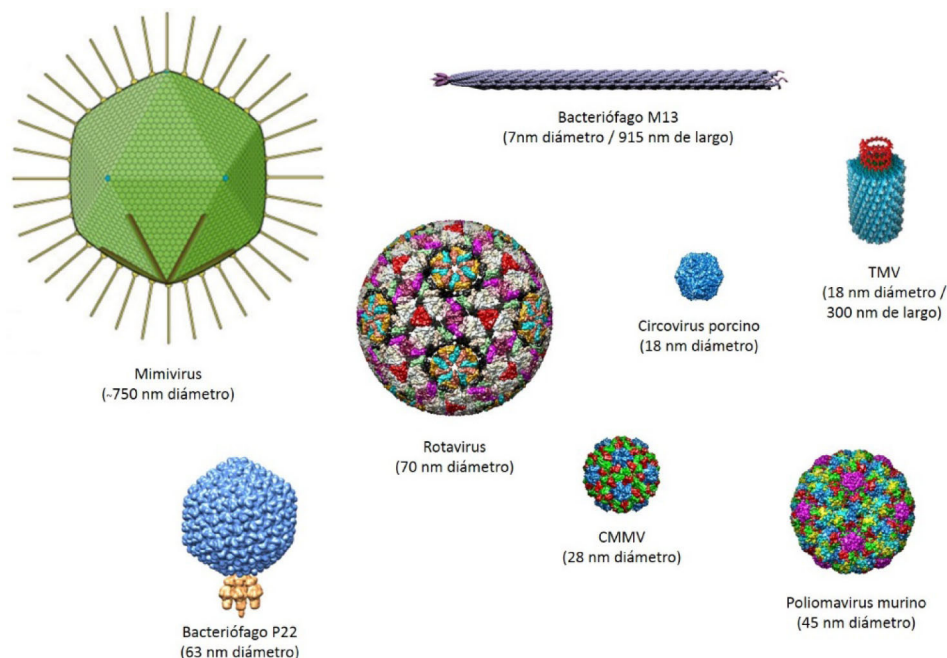 Bacteriófago M13
(7nm diámetro / 915 nm de largo)
TMV
(18 nm diámetro /
300 nm de largo)
Circovirus porcino
(18 nm diámetro)
Mimivirus
(~750 nm diámetro)
Rotavirus
(70 nm diámetro)
CMMV
(28 nm diámetro)
Poliomavirus murino
(45 nm diámetro)
Bacteriófago P22
(63 nm diámetro)